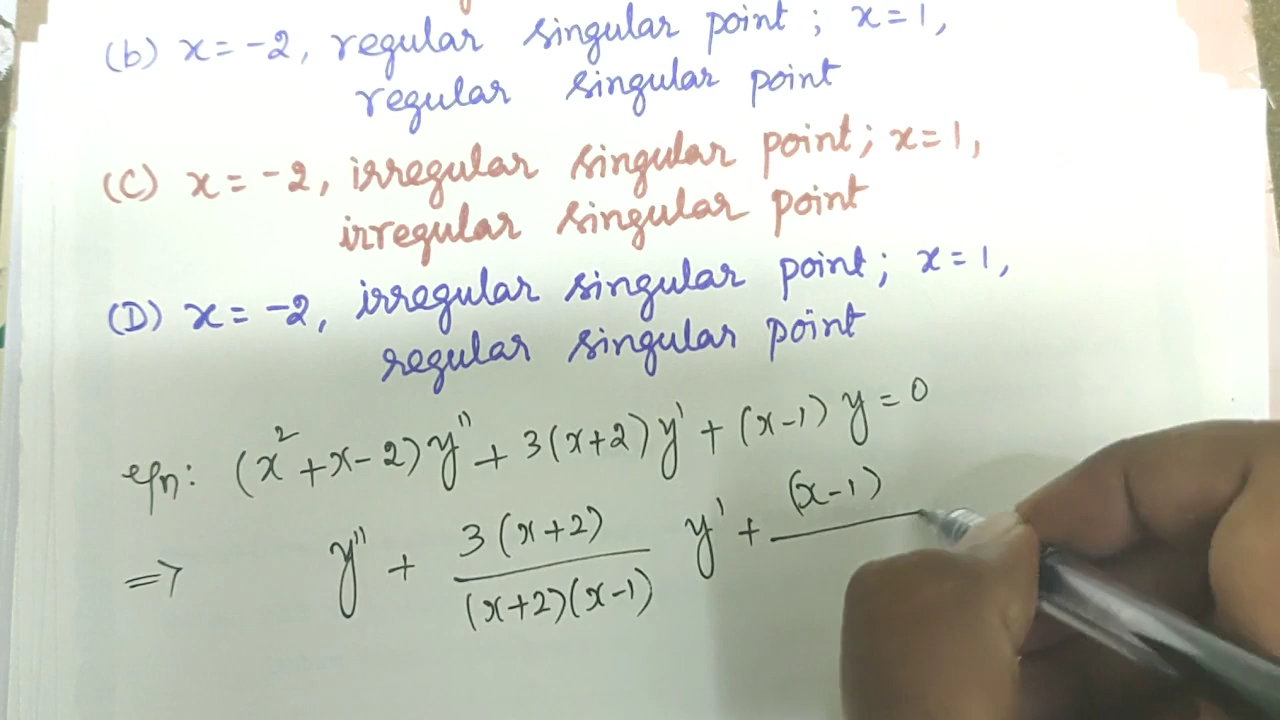 (b) x = -2, regular singular point ; x = 1,
regular singular point
(C) x = -2, irregular singular point; x = 1,
irregular singular point
(D) x = -2, irregular singular point; x = 1,
regular singular point
eqn: (x²+x-2)y'' + 3(x+2)y' + (x-1)y = 0
=> y'' + 3(x+2)/(x+2)(x-1) y' + (x-1)